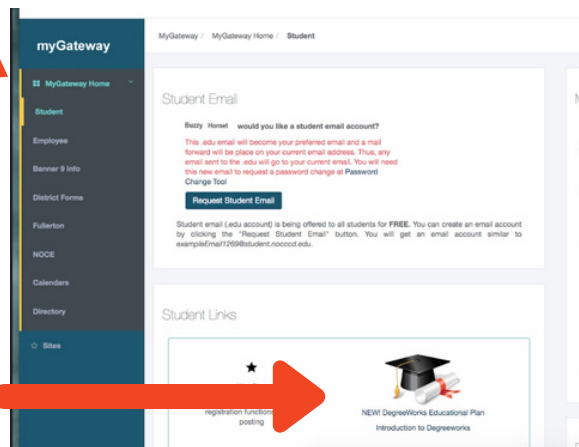 myGateway
MyGateway / MyGateway Home / Student
MyGateway Home
Student
Employee
Banner 9 Info
District Forms
Fullerton
NOCE
Calendars
Directory
Sites
Student Email
Buzzy Hornet would you like a student email account?
This .edu email will become your preferred email and a mail
forward will be place on your current email address. Thus, any
email sent to the .edu will go to your current email. You will need
this new email to request a password change at Password
Change Tool
Request Student Email
Student email (.edu account) is being offered to all students for FREE. You can create an email account
by clicking the "Request Student Email" button. You will get an email account similar to
exampleEmail1269@student.nocccd.edu.
Student Links
registration function
posting
NEW! DegreeWorks Educational Plan
Introduction to Degreeworks